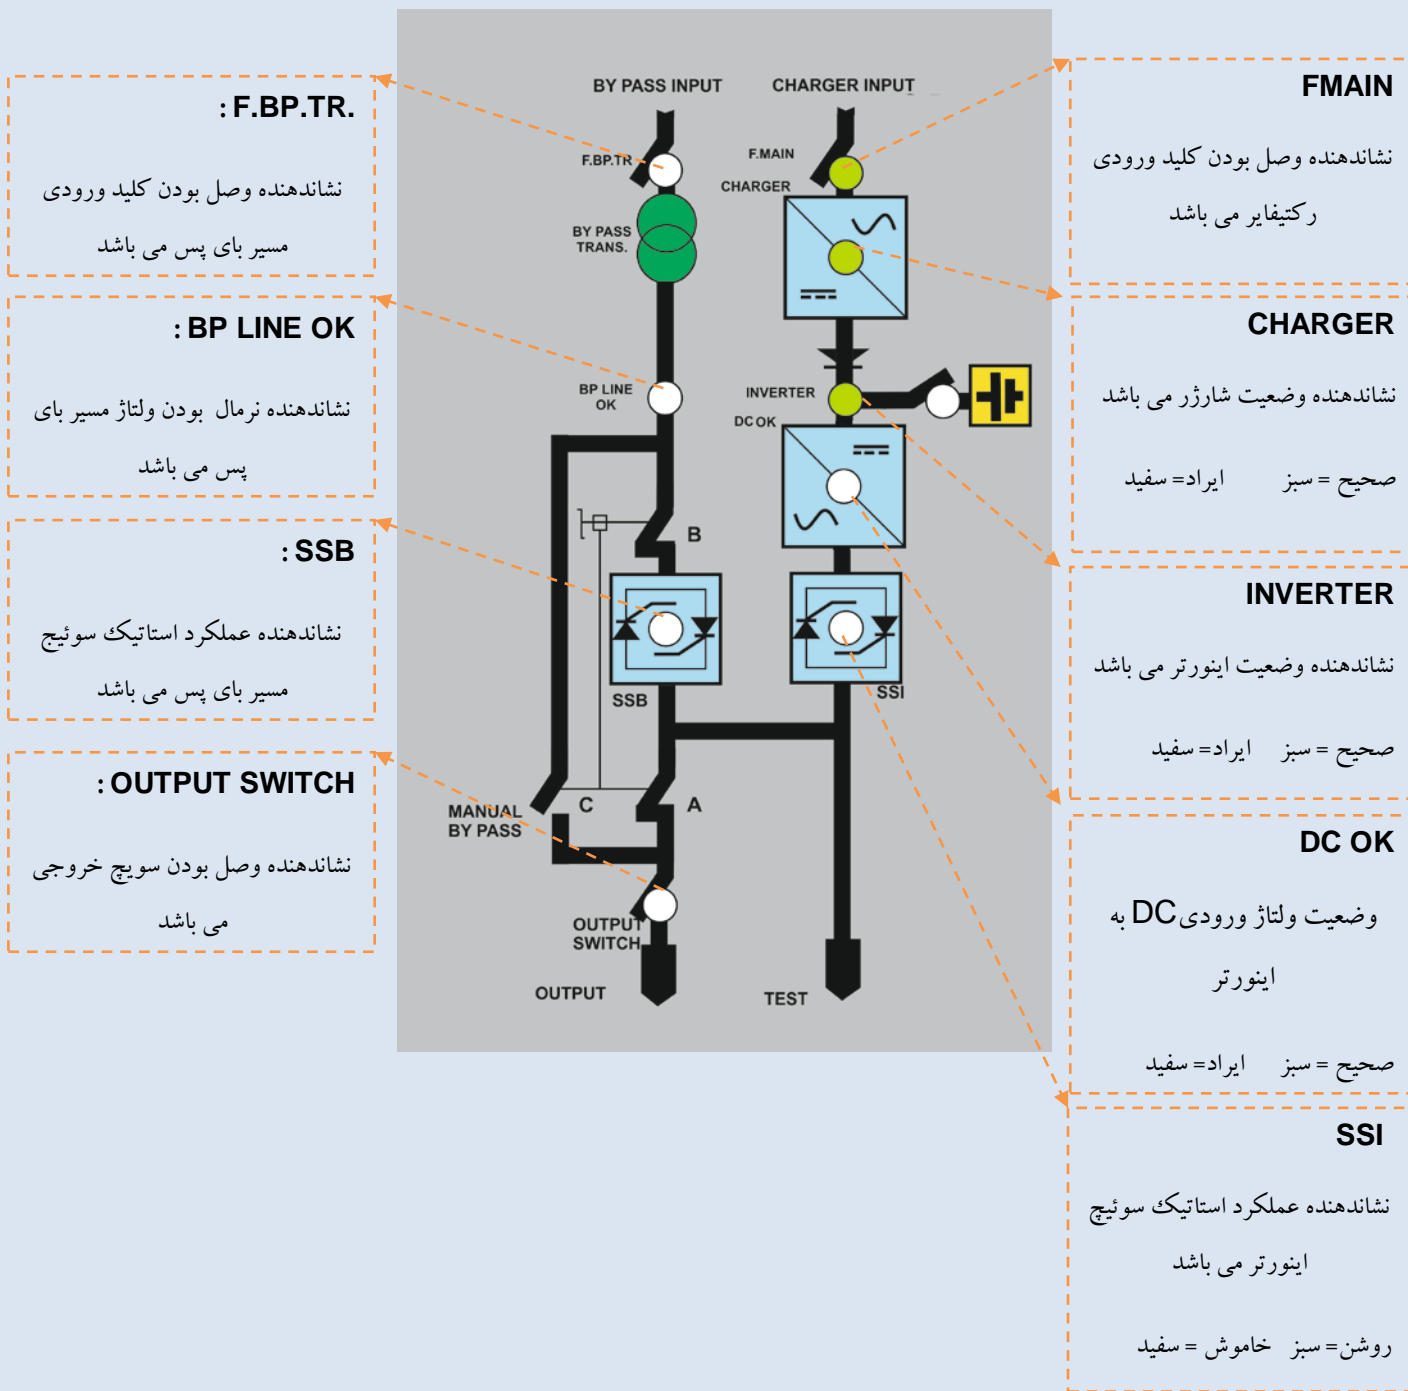 F.BP.TR. :
نشاندهنده وصل بودن کلید ورودی
مسیر بای پس می باشد
BP LINE OK :
نشاندهنده نرمال بودن ولتاژ مسیر بای
پس می باشد
SSB :
نشاندهنده عملکرد استاتیک سوئیج
مسیر بای پس می باشد
OUTPUT SWITCH :
نشاندهنده وصل بودن سویچ خروجی
می باشد
BY PASS INPUT
CHARGER INPUT
F.BP.TR
F.MAIN
CHARGER
BY PASS
TRANS.
BP LINE
OK
INVERTER
DC OK
B
SSB
SSI
MANUAL
BY PASS
C
A
OUTPUT
SWITCH
OUTPUT
TEST
FMAIN
نشاندهنده وصل بودن کلید ورودی
رکتیفایر می باشد
CHARGER
نشاندهنده وضعیت شارژر می باشد
صحیح = سبز ایراد= سفید
INVERTER
نشاندهنده وضعیت اینورتر می باشد
صحیح = سبز ایراد= سفید
DC OK
وضعیت ولتاژ ورودی DC به
اینورتر
صحیح = سبز ایراد= سفید
SSI
نشاندهنده عملکرد استاتیک سوئیچ
اینورتر می باشد
روشن= سبز خاموش = سفید